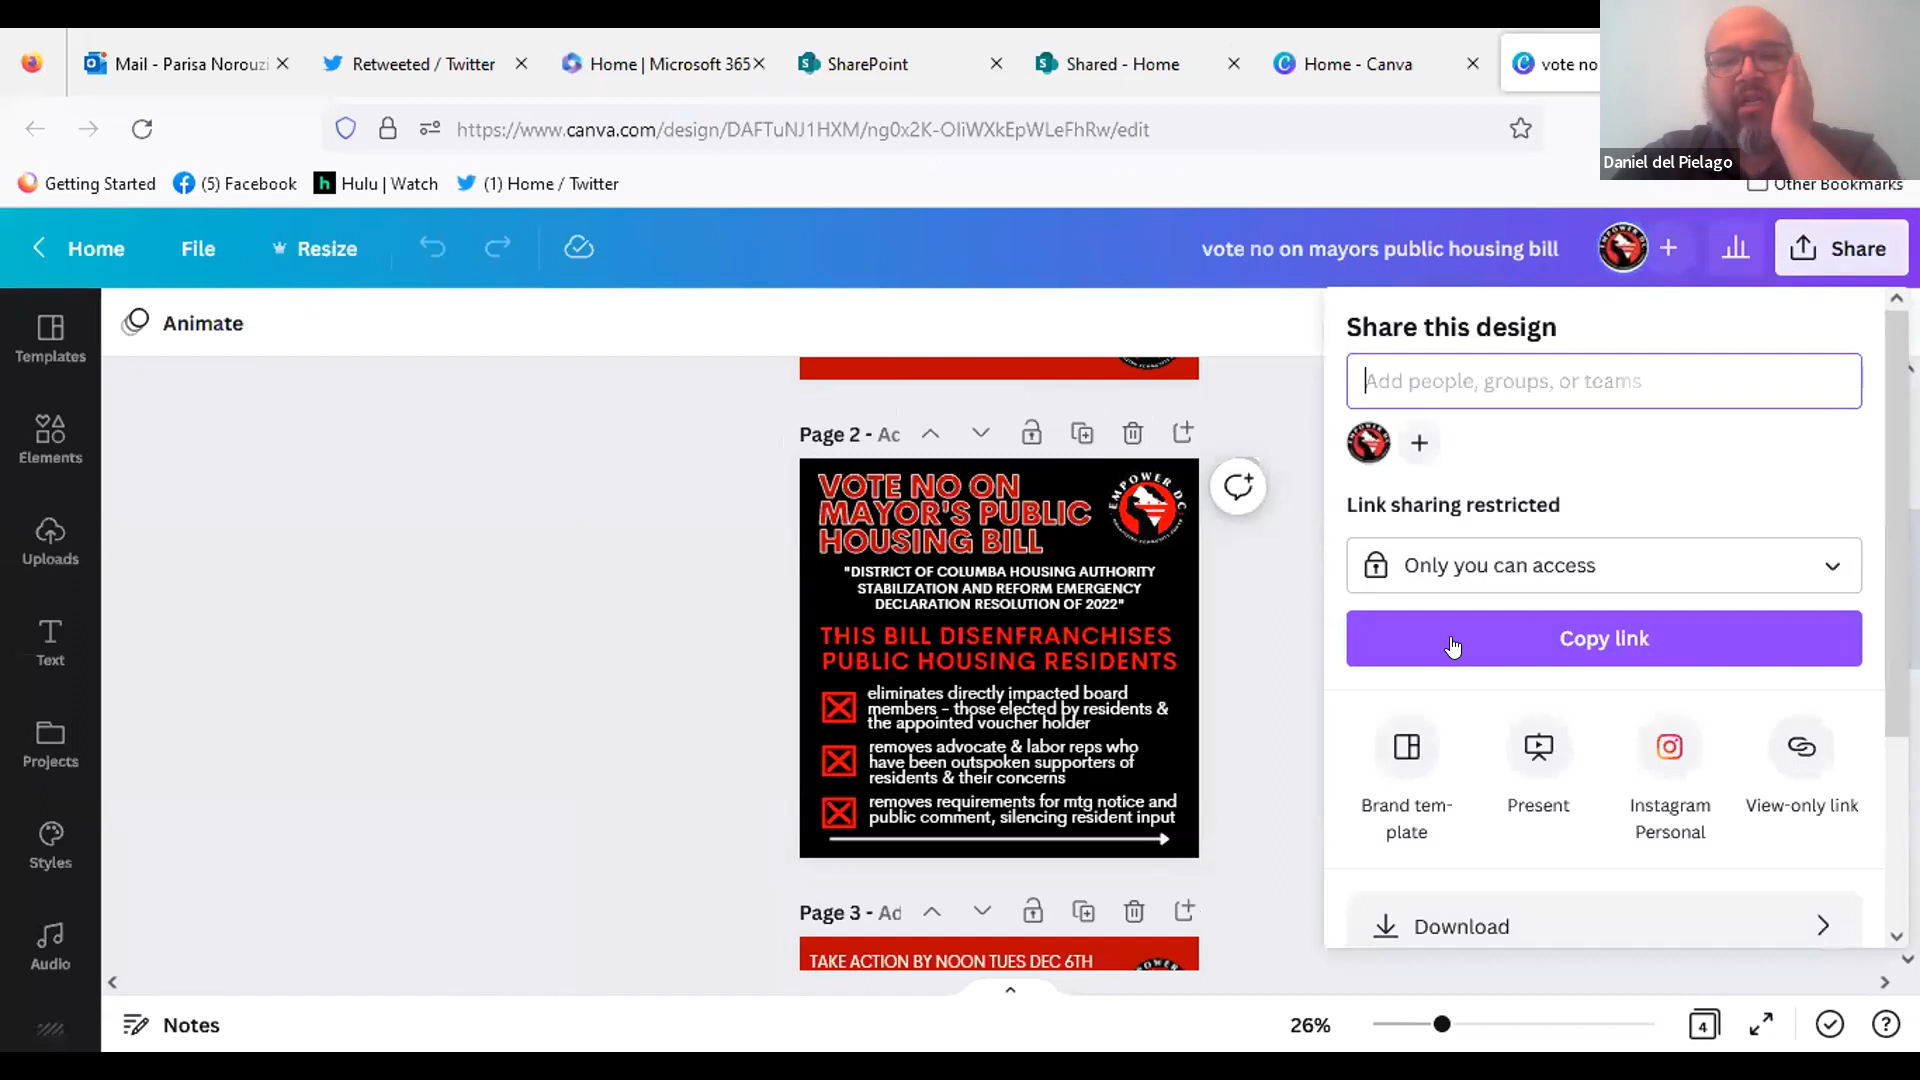 Mail - Parisa Norouzi
Retweeted / Twitter
Home | Microsoft 365
SharePoint
Shared - Home
Home - Canva
vote no
Daniel del Pielago
https://www.canva.com/design/DAFTuNJ1HXM/ng0x2K-OliWXkEpWLeFhRw/edit
Getting Started
(5) Facebook
Hulu | Watch
(1) Home / Twitter
Other Bookmarks
Home
File
Resize
vote no on mayors public housing bill
Share
Templates
Elements
Uploads
Text
Projects
Styles
Audio
Animate
Page 2 - Ac
VOTE NO ON
MAYOR'S PUBLIC
HOUSING BILL
EMPOWER DC
"DISTRICT OF COLUMBA HOUSING AUTHORITY
STABILIZATION AND REFORM EMERGENCY
DECLARATION RESOLUTION OF 2022"
THIS BILL DISENFRANCHISES
PUBLIC HOUSING RESIDENTS
eliminates directly impacted board
members - those elected by residents &
the appointed voucher holder
removes advocate & labor reps who
have been outspoken supporters of
residents & their concerns
removes requirements for mtg notice and
public comment, silencing resident input
Page 3 - Ad
TAKE ACTION BY NOON TUES DEC 6TH
Share this design
Add people, groups, or teams
Link sharing restricted
Only you can access
Copy link
Brand tem-
plate
Present
Instagram
Personal
View-only link
Download
Notes
26%
4